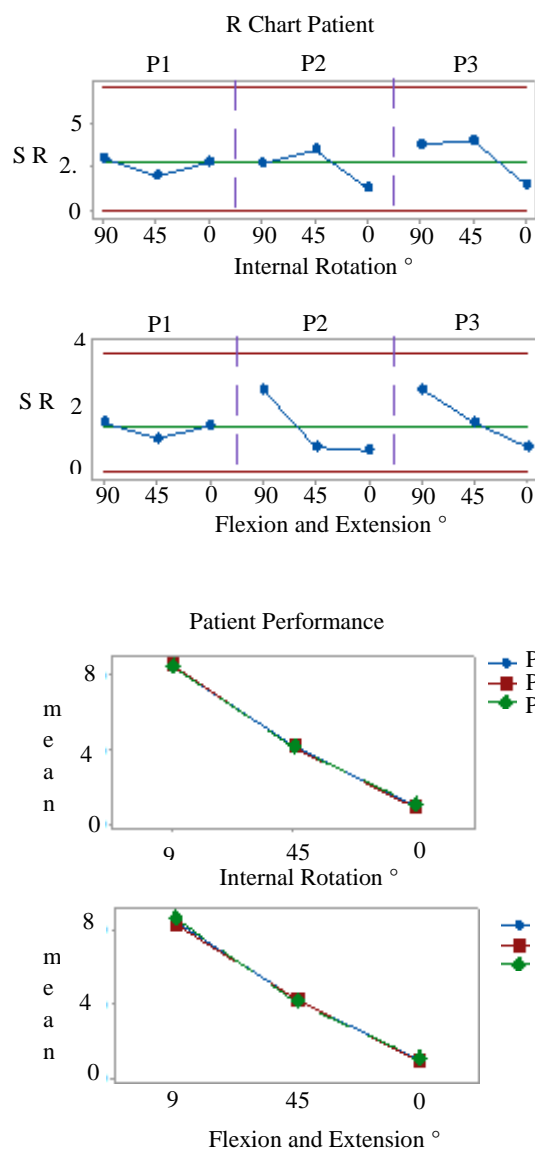 R Chart Patient
P1 P2 P3
5
S R 2.
0
90 45 0 90 45 0 90 45 0
Internal Rotation °
P1 P2 P3
4
S R 2
0
90 45 0 90 45 0 90 45 0
Flexion and Extension °
Patient Performance
8
4
0
m
e
a
n
P
P
P
9 45 0
Internal Rotation °
8
4
0
m
e
a
n
9 45 0
Flexion and Extension °